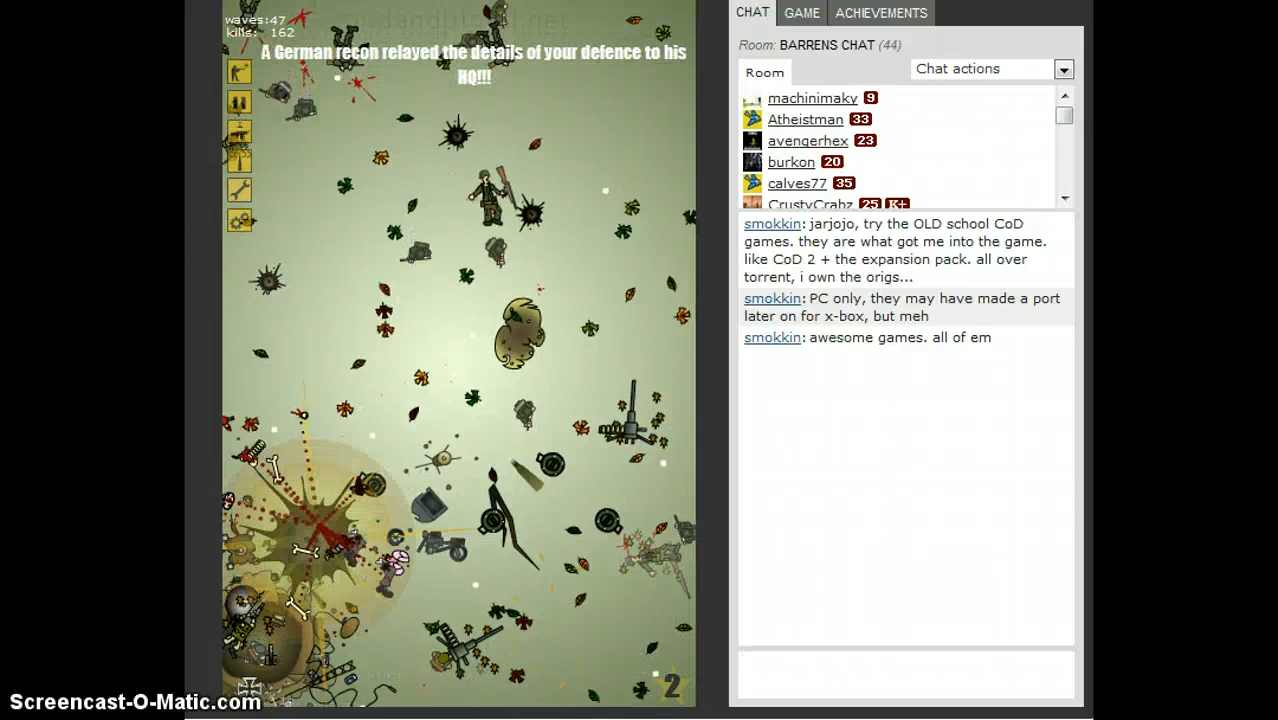 waves:47
kills: 162
A German recon relayed the details of your defence to his
HQ!!!
2
Screencast-O-Matic.com
CHAT GAME ACHIEVEMENTS
Room: BARRENS CHAT (44)
Room
Chat actions
machinimaky 9
Atheistman 33
avengerhex 23
burkon 20
calves77 35
CrustyCrabz 25 K+
smokkin: jarjojo, try the OLD school CoD
games. they are what got me into the game.
like CoD 2 + the expansion pack. all over
torrent, i own the origs...
smokkin: PC only, they may have made a port
later on for x-box, but meh
smokkin: awesome games. all of em